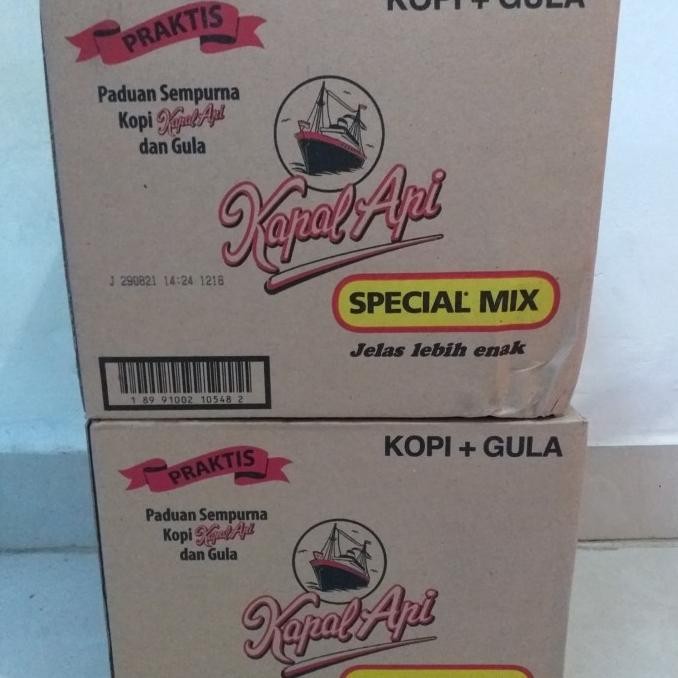 KOPI + GULA
PRAKTIS
Paduan Sempurna
Kopi Kapal Api
dan Gula
Kapal Api
J 290821 14:24 1218
SPECIAL MIX
Jelas lebih enak
1 89 91002 10548 2
KOPI + GULA
PRAKTIS
Paduan Sempurna
Kopi Kapal Api
dan Gula
Kapal Api